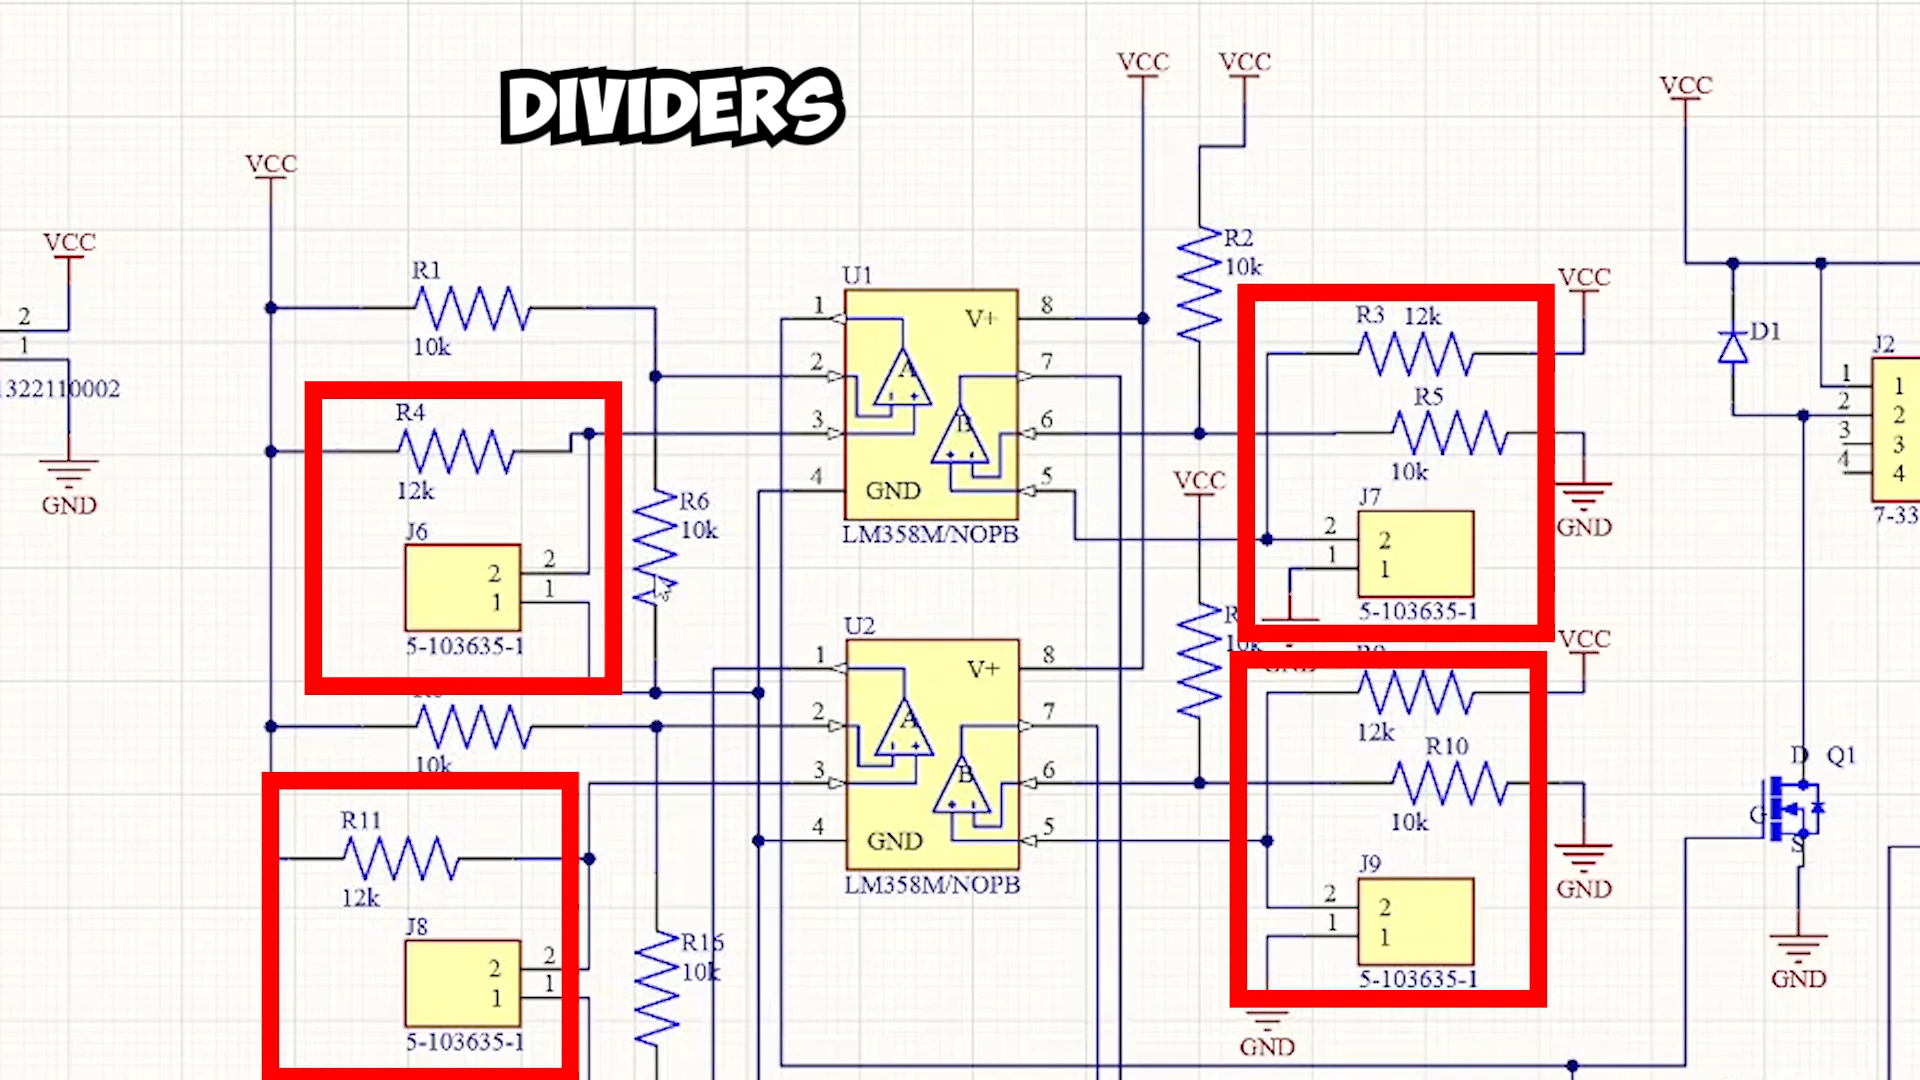 DIVIDERS
VCC
VCC
VCC
VCC
VCC
2
1
1322110002
GND
R1
10k
R4
12k
J6
2
1
2
1
5-103635-1
R6
10k
10k
R11
12k
J8
2
1
2
1
5-103635-1
R16
10k
U1
1
2
3
4
A
B
V+
GND
8
7
6
5
LM358M/NOPB
U2
1
2
3
4
A
B
V+
GND
8
7
6
5
LM358M/NOPB
R2
10k
VCC
R3 12k
VCC
R5
10k
GND
J7
2
1
2
1
5-103635-1
VCC
12k
R10
10k
GND
J9
2
1
2
1
5-103635-1
GND
D1
J2
1
2
3
4
1
2
3
4
7-33
D
Q1
G
S
GND